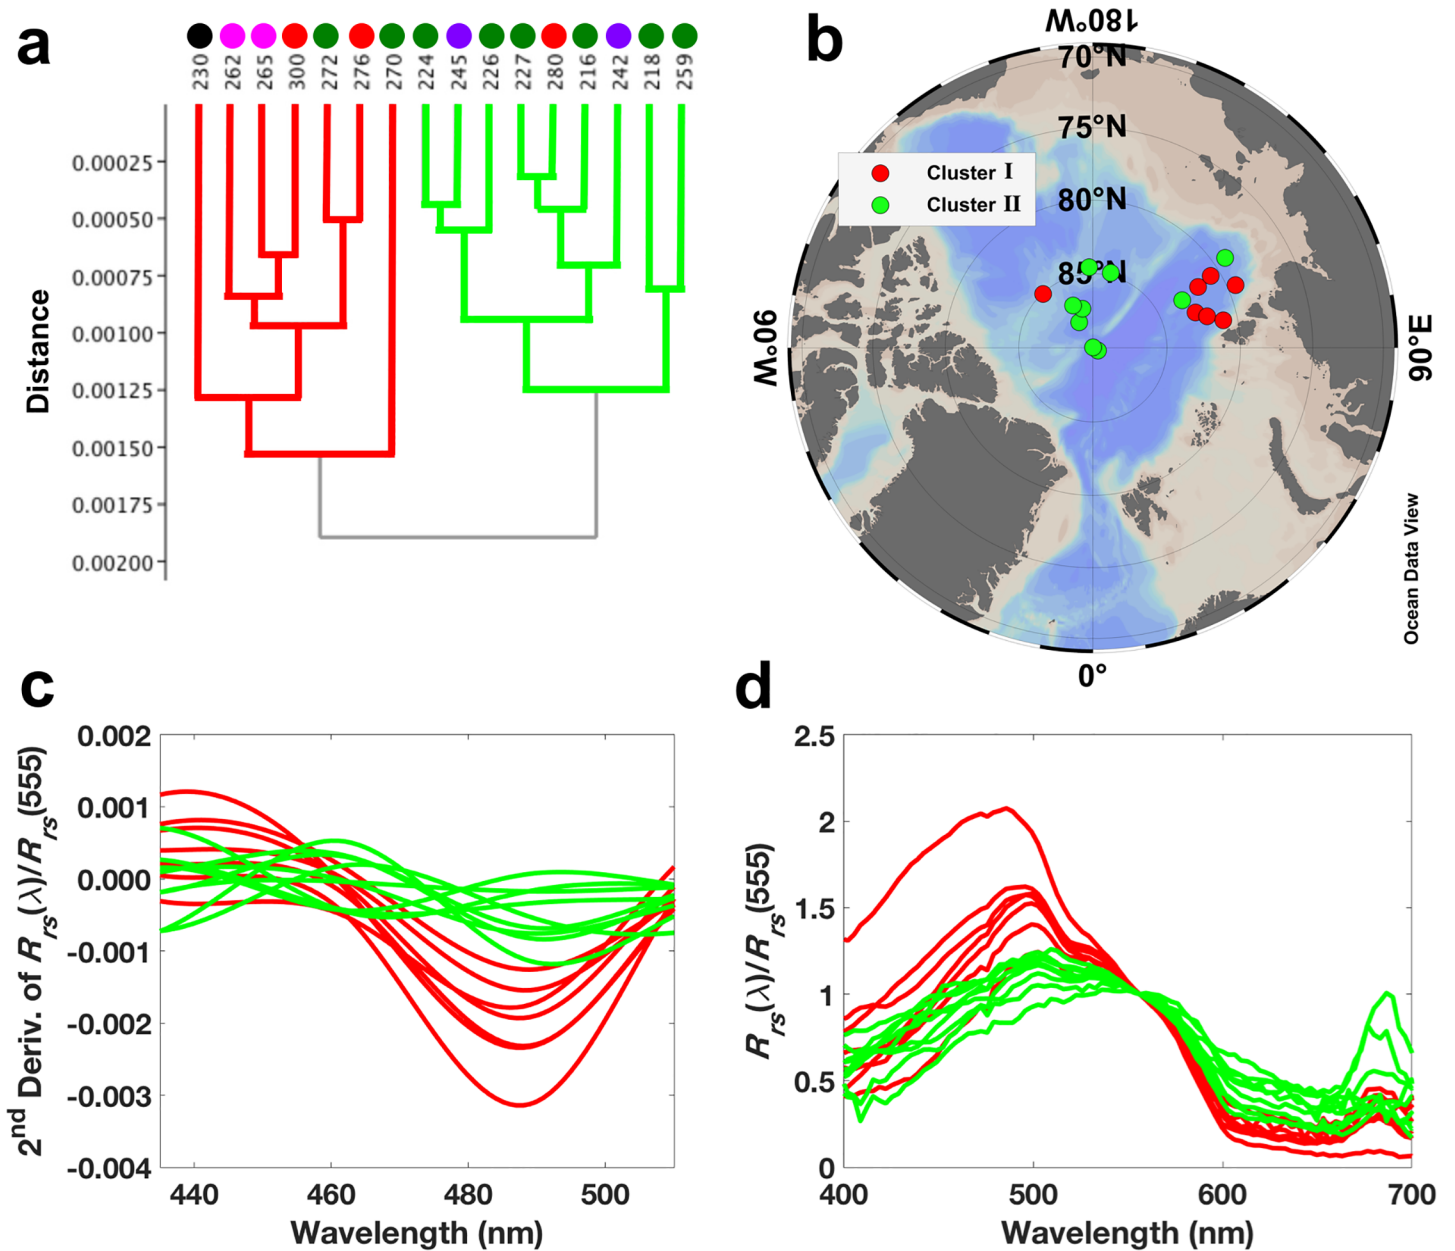 a
230 262 265 300 272 276 270 224 245 226 227 280 216 242 218 259
0.00025
0.00050
0.00075
0.00100
0.00125
0.00150
0.00175
0.00200
Distance
b
180°W
70°N
75°N
80°N
85°N
90°W
90°E
0°
Cluster I
Cluster II
Ocean Data View
c
0.002
0.001
0.000
-0.001
-0.002
-0.003
-0.004
2nd Deriv. of Rrs(λ)/Rrs(555)
440 460 480 500
Wavelength (nm)
d
2.5
2
1.5
1
0.5
0
Rrs(λ)/Rrs(555)
400 500 600 700
Wavelength (nm)